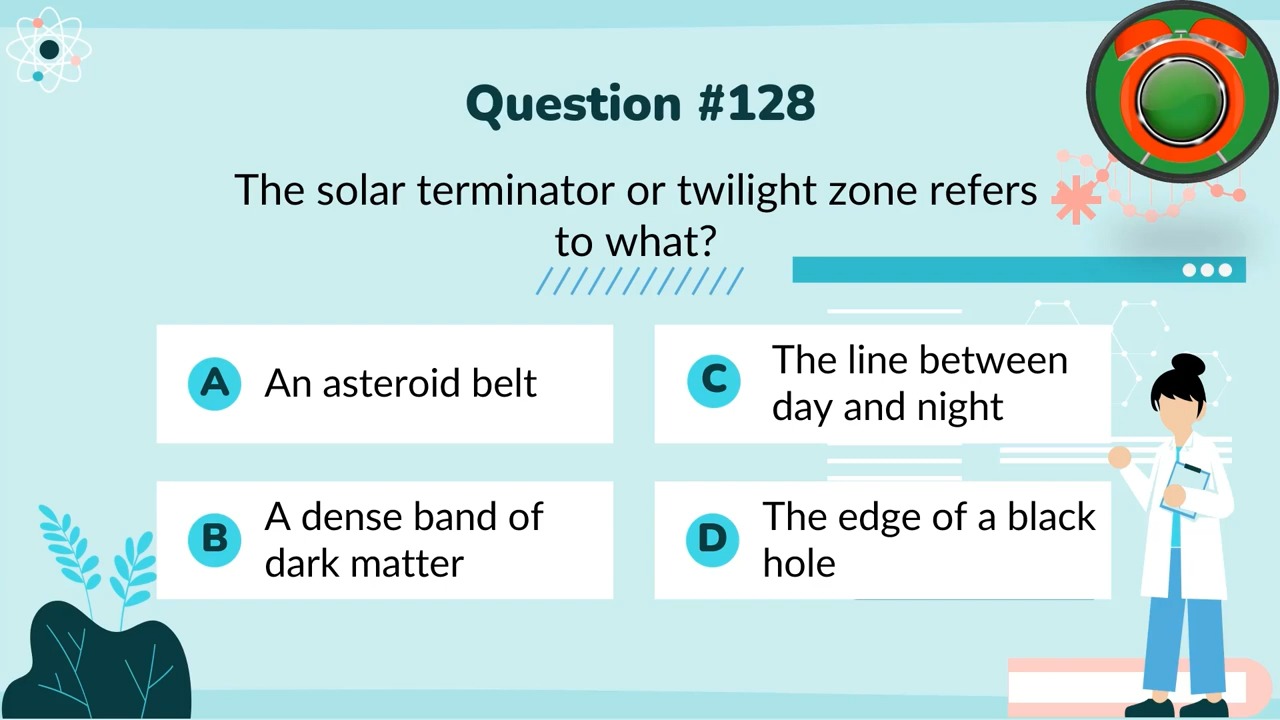 Question #128
The solar terminator or twilight zone refers
to what?
A An asteroid belt
B A dense band of
dark matter
C The line between
day and night
D The edge of a black
hole